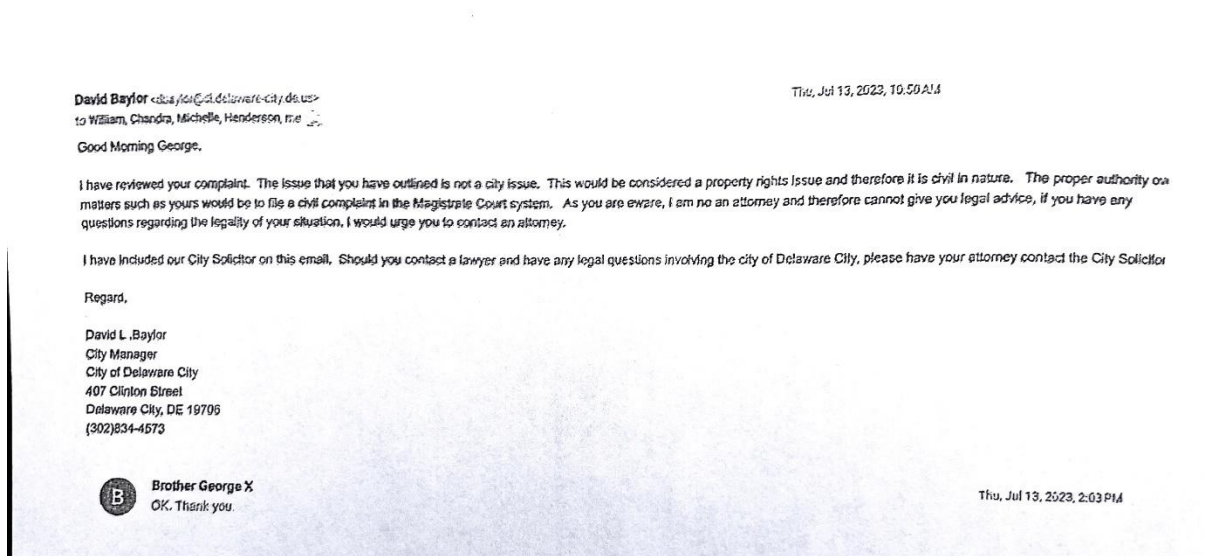 David Baylor
Thu, Jul 13, 2023, 10:50 AM
to William, Chandra, Michelle, Henderson, me
Good Morning George,
I have reviewed your complaint. The issue that you have outlined is not a city issue. This would be considered a property rights issue and therefore it is civil in nature. The proper authority ove
matters such as yours would be to file a civil complaint in the Magistrate Court system. As you are aware, I am no an attorney and therefore cannot give you legal advice, if you have any
questions regarding the legality of your situation, I would urge you to contact an attorney.
I have included our City Solicitor on this email. Should you contact a lawyer and have any legal questions involving the city of Delaware City, please have your attorney contact the City Solicitor
Regard,
David L .Baylor
City Manager
City of Delaware City
407 Clinton Street
Delaware City, DE 19706
(302)834-4573
B
Brother George X
Thu, Jul 13, 2023, 2:03 PM
OK. Thank you.